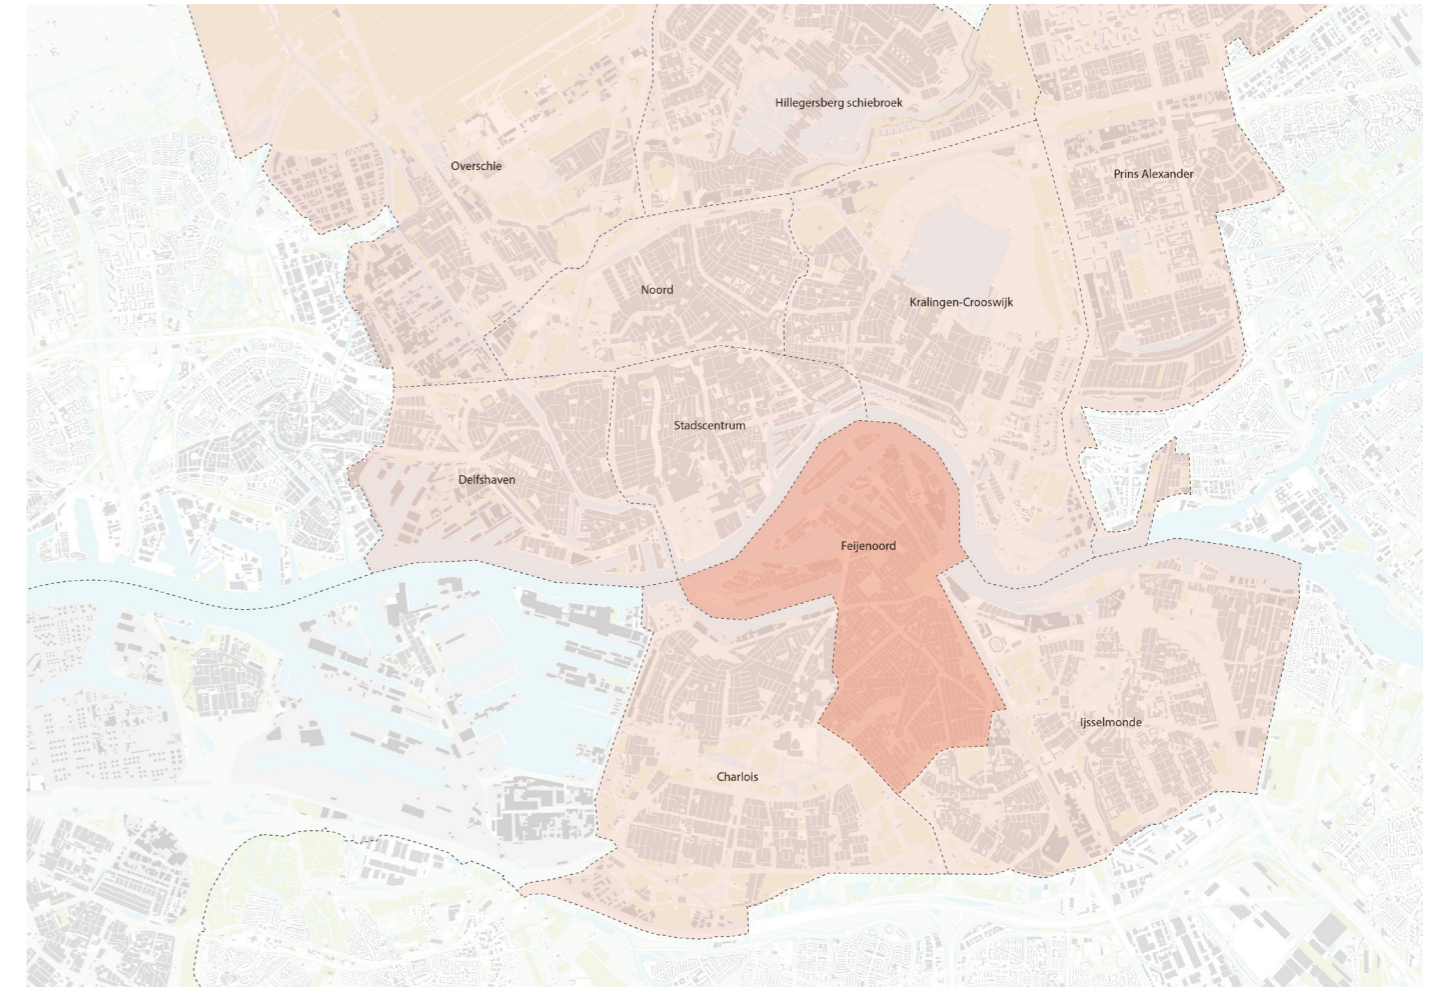 Hillegersberg schiebroek
Overschie
Prins Alexander
Noord
Kralingen-Crooswijk
Stadscentrum
Delfshaven
Feijenoord
Ijsselmonde
Charlois